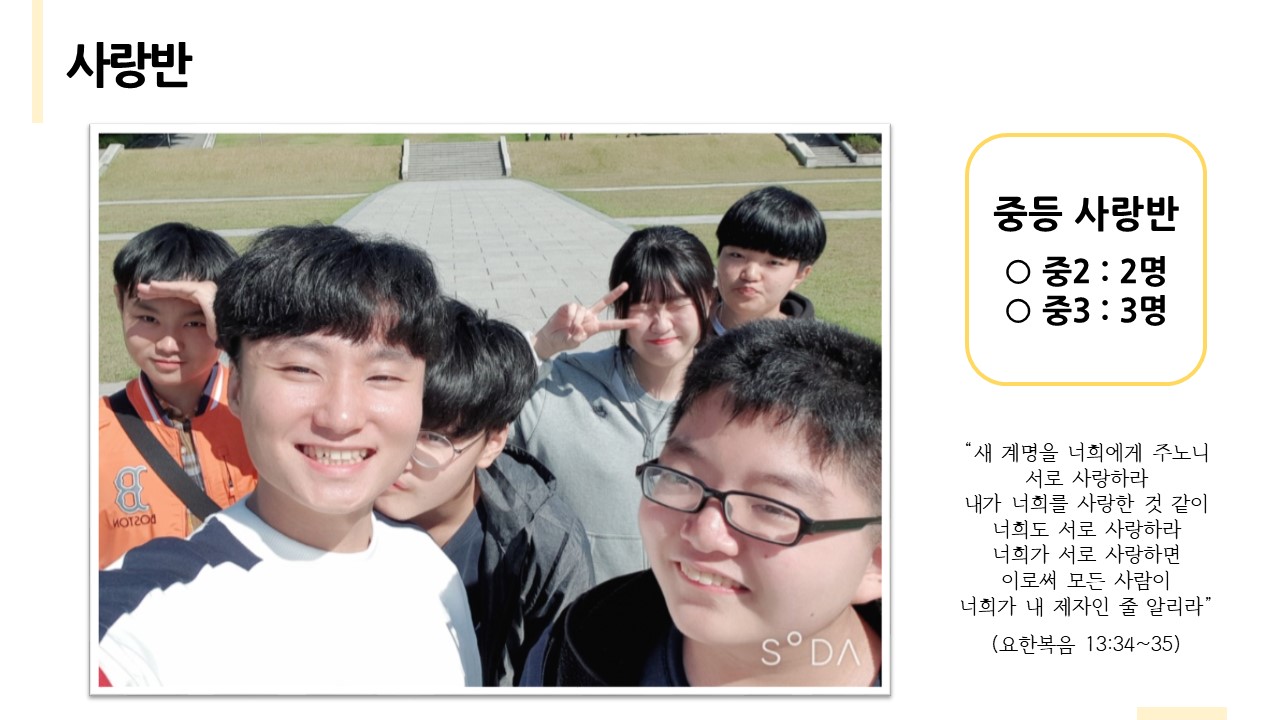 사랑반
BOSTON
SODA
중등 사랑반
○ 중2 : 2명
○ 중3 : 3명
“새 계명을 너희에게 주노니
서로 사랑하라
내가 너희를 사랑한 것 같이
너희도 서로 사랑하라
너희가 서로 사랑하면
이로써 모든 사람이
너희가 내 제자인 줄 알리라”
(요한복음 13:34~35)